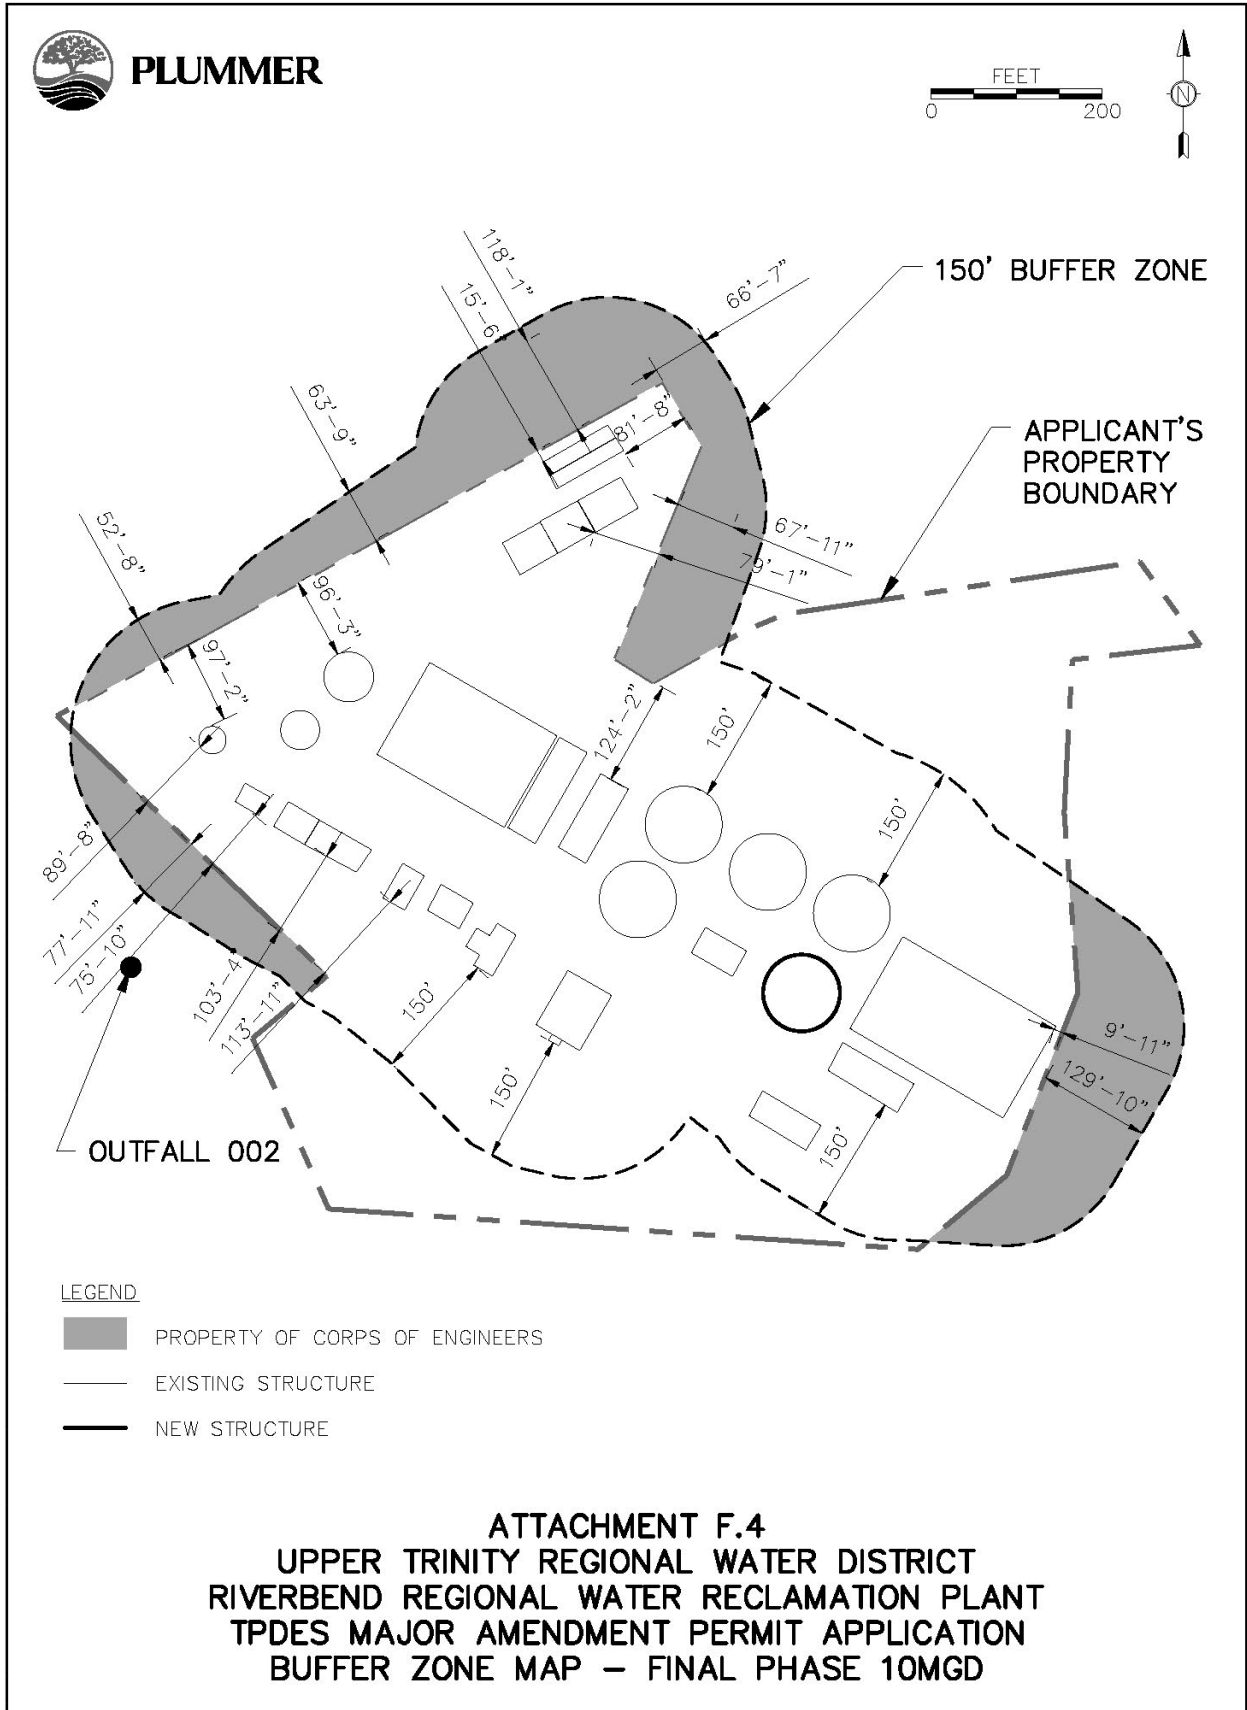 PLUMMER
FEET
0 200
N
150' BUFFER ZONE
APPLICANT'S
PROPERTY
BOUNDARY
118'-1"
15'-6
66'-7"
63'-9"
81'-8"
52'-8"
67'-11"
79'-1"
96'-3"
97'-2"
124'-2"
150'
150'
89'-8"
77'-11"
75'-10"
103'-4
113'-11"
150'
150'
150'
9'-11"
129'-10"
OUTFALL 002
LEGEND
PROPERTY OF CORPS OF ENGINEERS
EXISTING STRUCTURE
NEW STRUCTURE
ATTACHMENT F.4
UPPER TRINITY REGIONAL WATER DISTRICT
RIVERBEND REGIONAL WATER RECLAMATION PLANT
TPDES MAJOR AMENDMENT PERMIT APPLICATION
BUFFER ZONE MAP – FINAL PHASE 10MGD